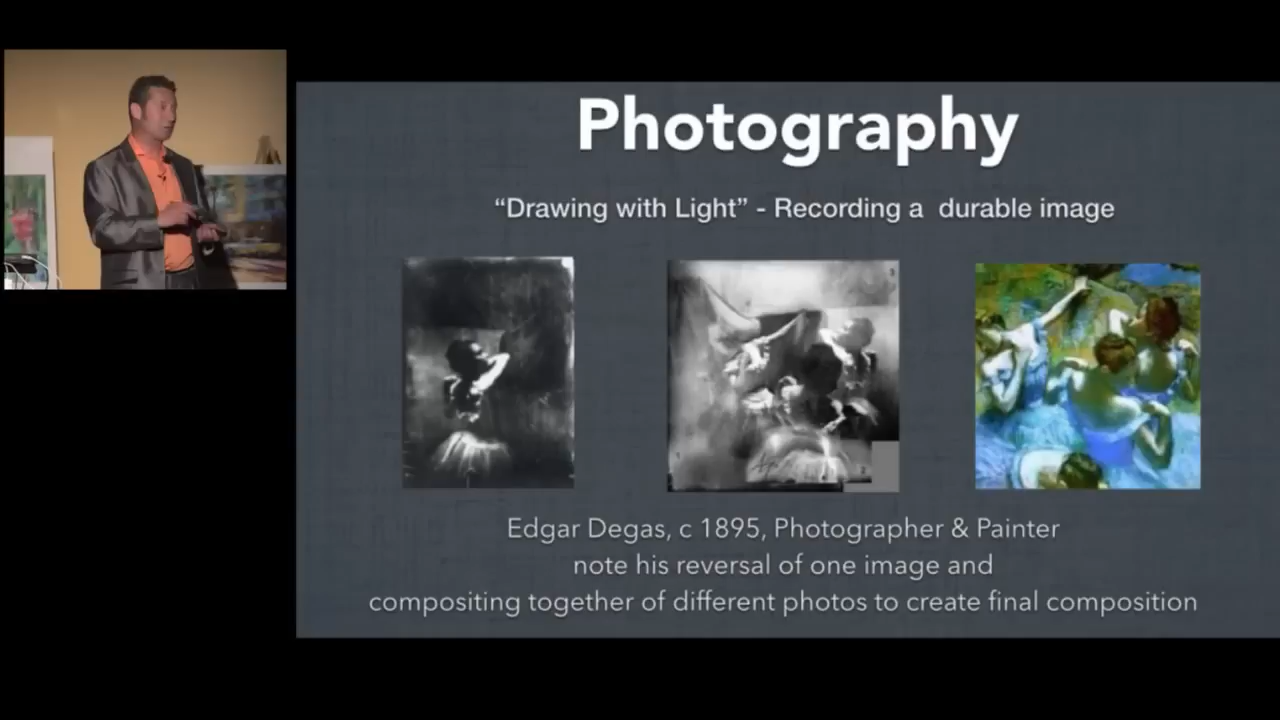 Photography
“Drawing with Light” - Recording a  durable image
Edgar Degas, c 1895, Photographer & Painter
note his reversal of one image and
compositing together of different photos to create final composition